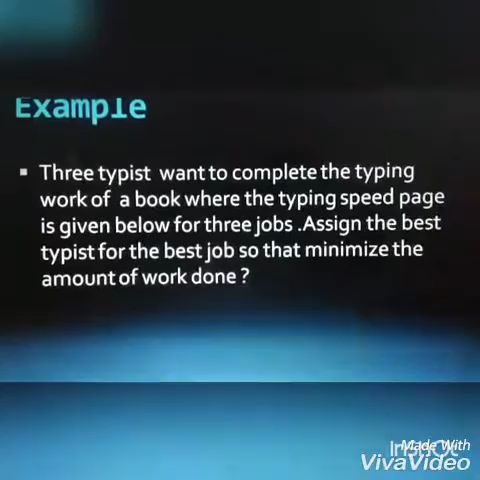 Example
Three typist want to complete the typing
work of a book where the typing speed page
is given below for three jobs .Assign the best
typist for the best job so that minimize the
amount of work done ?
Made With
InShOt
VivaVideo